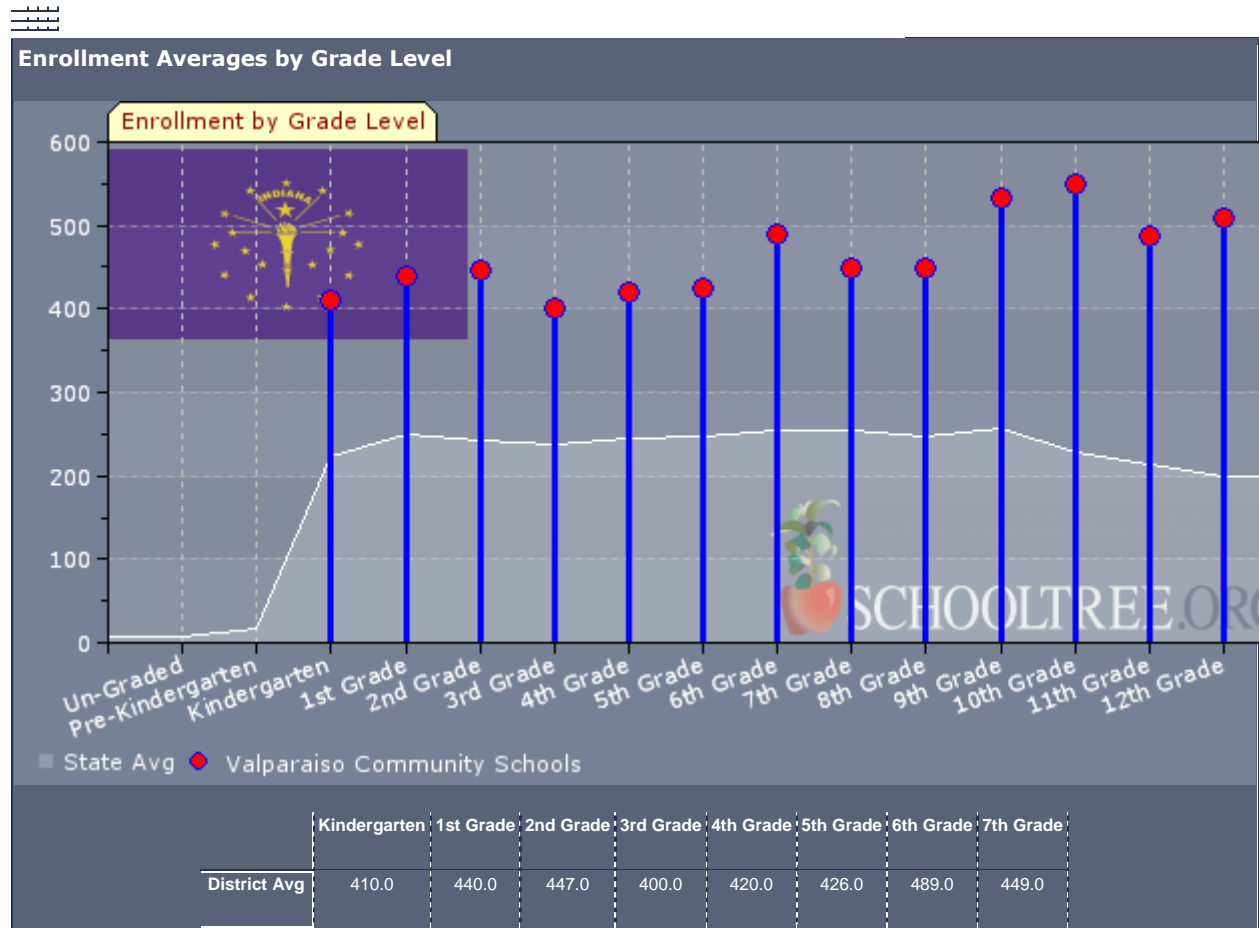 Enrollment Averages by Grade Level
Enrollment by Grade Level
600
500
400
300
200
100
0
INDIANA
SCHOOLTREE.ORG
Un-Graded
Pre-Kindergarten
Kindergarten
1st Grade
2nd Grade
3rd Grade
4th Grade
5th Grade
6th Grade
7th Grade
8th Grade
9th Grade
10th Grade
11th Grade
12th Grade
State Avg Valparaiso Community Schools
Kindergarten 1st Grade 2nd Grade 3rd Grade 4th Grade 5th Grade 6th Grade 7th Grade
District Avg 410.0 440.0 447.0 400.0 420.0 426.0 489.0 449.0